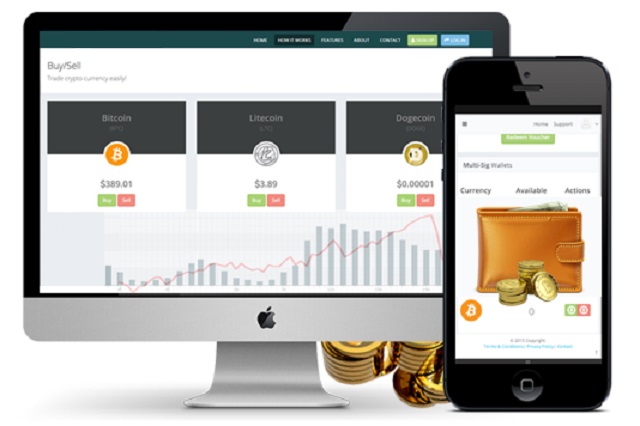 HOME HOW IT WORKS FEATURES ABOUT CONTACT SIGN UP LOG IN
Buy/Sell
Trade crypto currency easily!
Bitcoin
(BTC)
$389.01
Buy Sell
Litecoin
(LTC)
$3.89
Buy Sell
Dogecoin
(DOGE)
$0.00001
Buy Sell
Home Support
Redeem Voucher
Multi-Sig Wallets
Currency Available Actions
0
© 2015 Copyright
Terms & Conditions | Privacy Policy | Contact